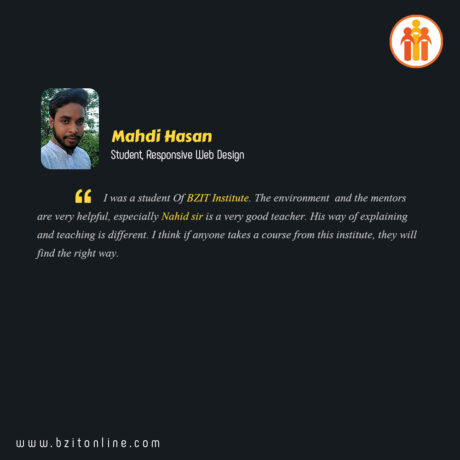 Mahdi Hasan
Student, Responsive Web Design
“ I was a student Of BZIT Institute. The environment and the mentors
are very helpful, especially Nahid sir is a very good teacher. His way of explaining
and teaching is different. I think if anyone takes a course from this institute, they will
find the right way.
www.bzitonline.com